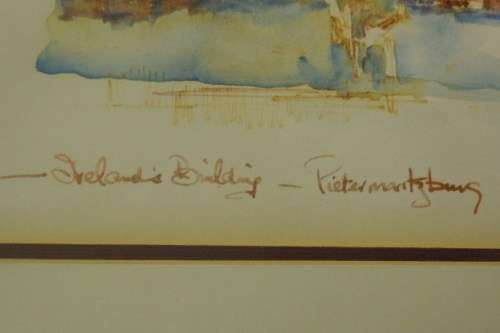 — Ireland's Building — Pietermaritzburg